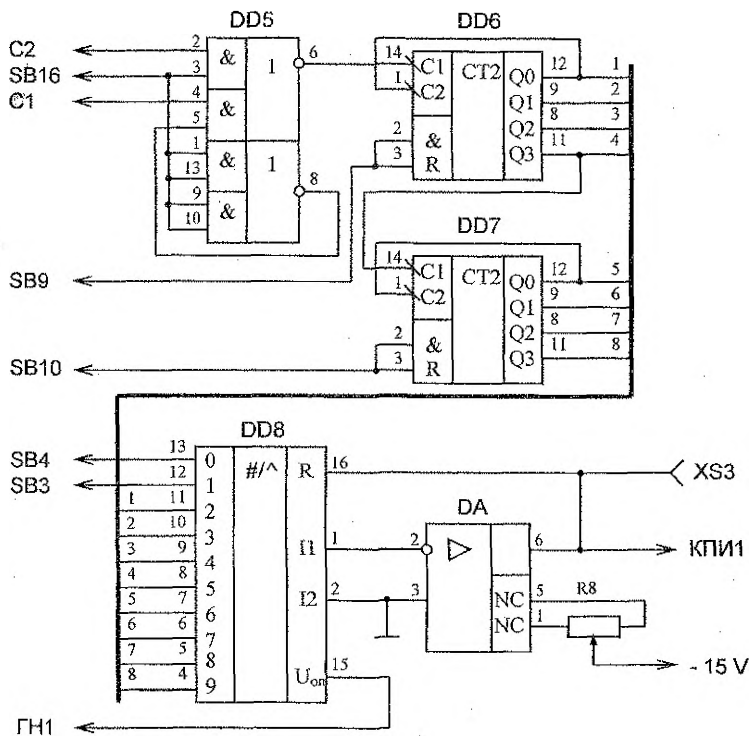 DD5
DD6
C2
2
&
1
6
14
C1
CT2
Q0
12
1
SB16
3
1
C2
Q1
9
2
C1
4
&
Q2
8
3
5
2
&
Q3
11
4
1
&
1
3
R
13
8
9
&
10
DD7
SB9
14
C1
CT2
Q0
12
5
1
C2
Q1
9
6
2
&
Q2
8
7
SB10
3
R
Q3
11
8
DD8
SB4
13
0
#/^
R
16
XS3
SB3
12
1
DA
1
11
2
2
10
3
I1
1
2
6
КПИ1
3
9
4
4
8
5
I2
2
3
NC
5
R8
5
7
6
NC
1
6
6
7
7
5
8
Uоп
15
- 15 V
8
4
9
ГН1